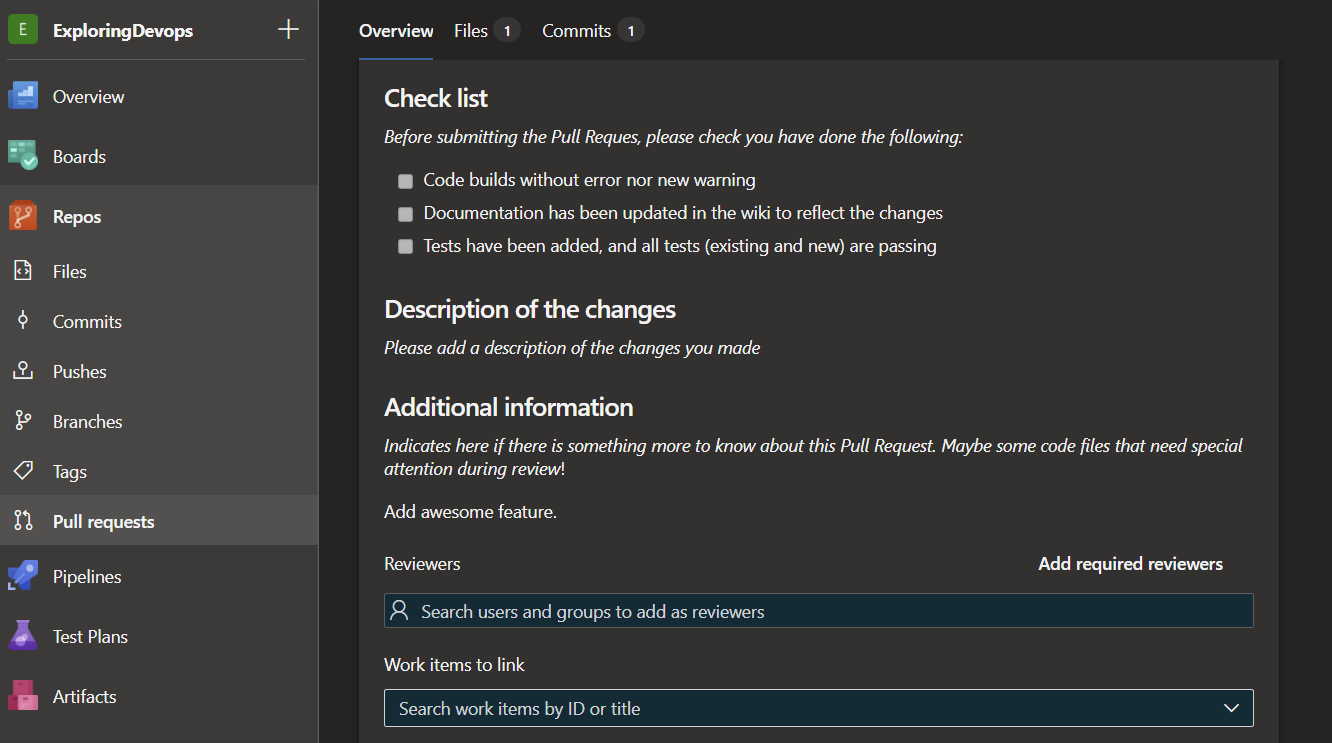 E ExploringDevops
Overview
Boards
Repos
Files
Commits
Pushes
Branches
Tags
Pull requests
Pipelines
Test Plans
Artifacts
Overview Files 1 Commits 1
Check list
Before submitting the Pull Reques, please check you have done the following:
Code builds without error nor new warning
Documentation has been updated in the wiki to reflect the changes
Tests have been added, and all tests (existing and new) are passing
Description of the changes
Please add a description of the changes you made
Additional information
Indicates here if there is something more to know about this Pull Request. Maybe some code files that need special
attention during review!
Add awesome feature.
Reviewers Add required reviewers
Search users and groups to add as reviewers
Work items to link
Search work items by ID or title